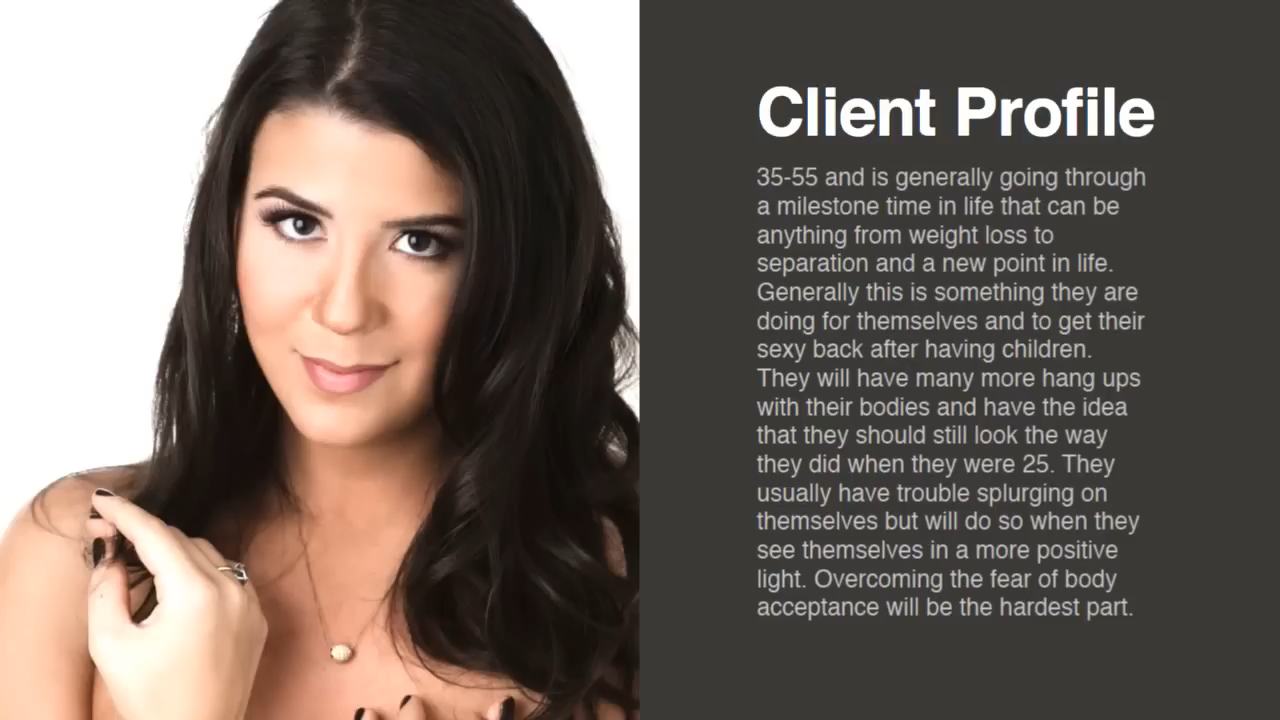 Client Profile
35-55 and is generally going through
a milestone time in life that can be
anything from weight loss to
separation and a new point in life.
Generally this is something they are
doing for themselves and to get their
sexy back after having children.
They will have many more hang ups
with their bodies and have the idea
that they should still look the way
they did when they were 25. They
usually have trouble splurging on
themselves but will do so when they
see themselves in a more positive
light. Overcoming the fear of body
acceptance will be the hardest part.